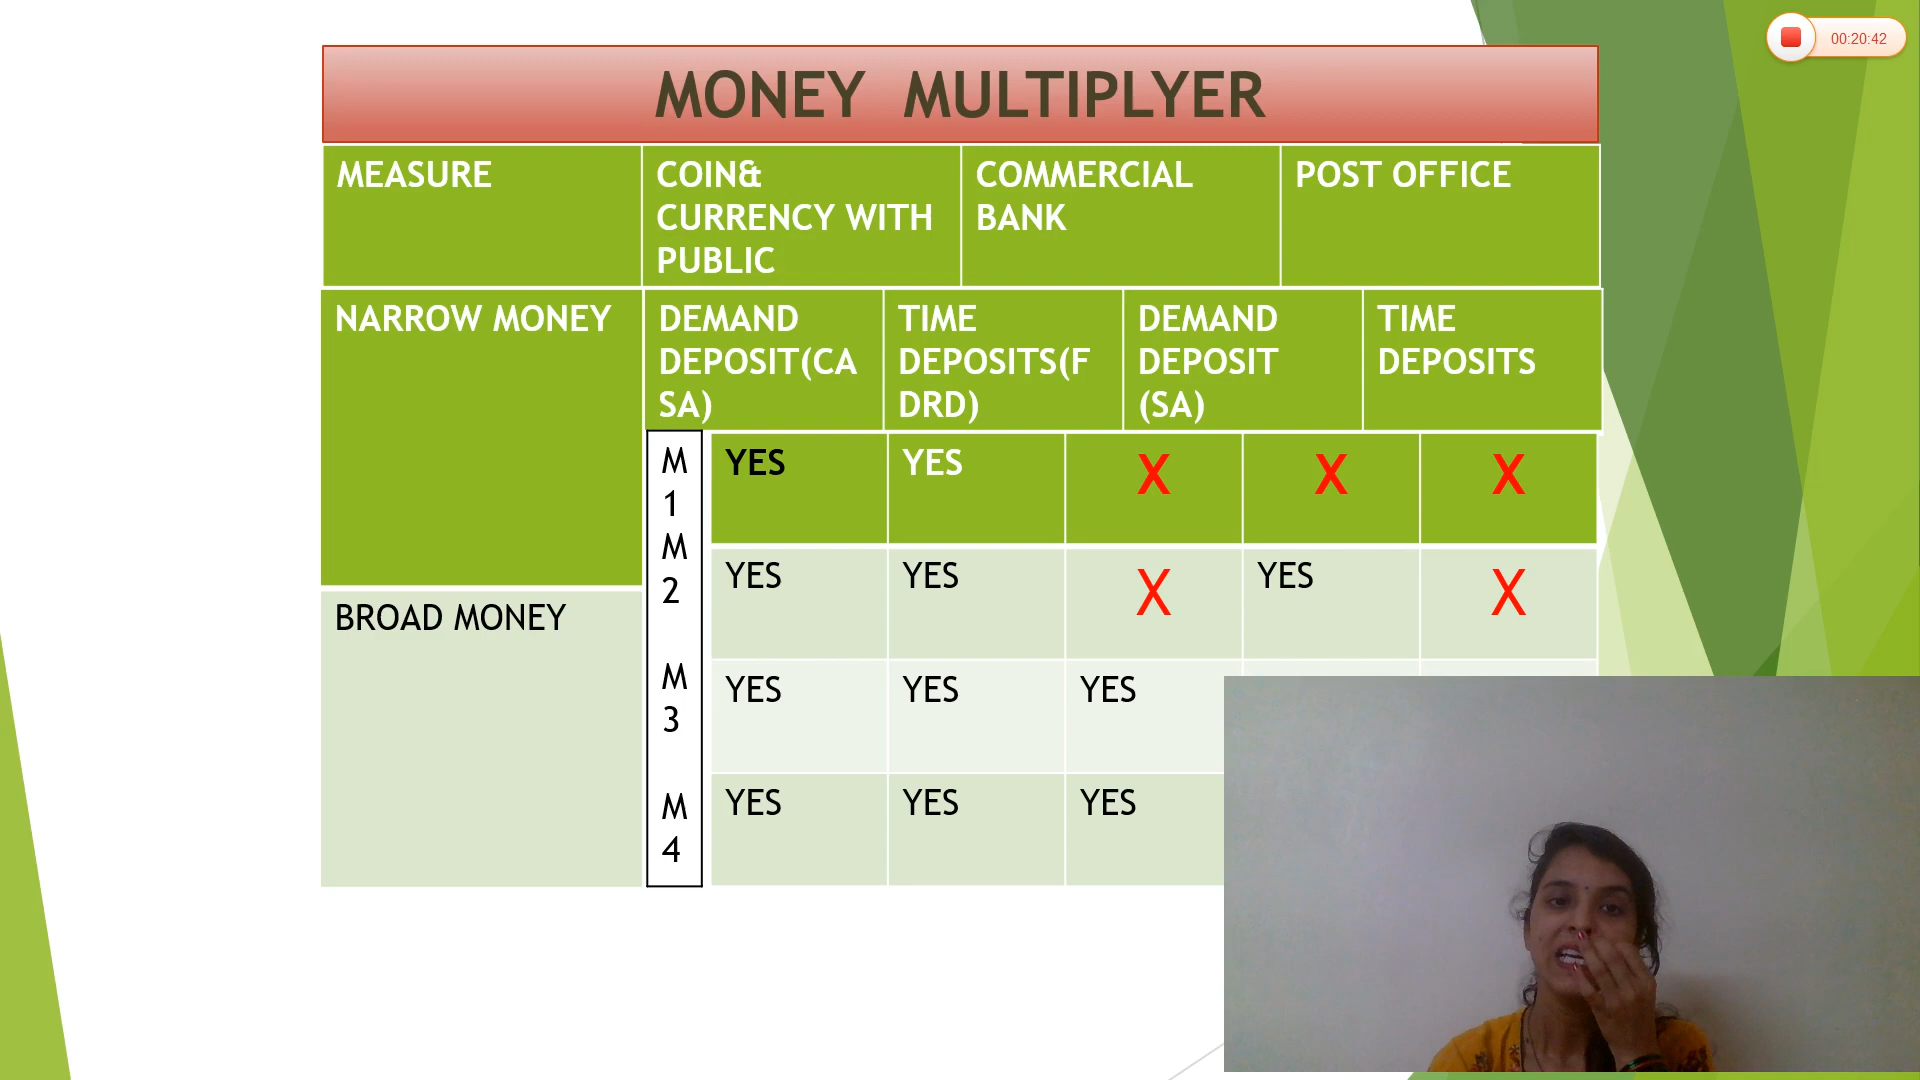 00:20:42
MONEY MULTIPLYER
MEASURE
COIN&
CURRENCY WITH
PUBLIC
COMMERCIAL
BANK
POST OFFICE
NARROW MONEY
DEMAND
DEPOSIT(CA
SA)
TIME
DEPOSITS(F
DRD)
DEMAND
DEPOSIT
(SA)
TIME
DEPOSITS
M
1
M
2
M
3
M
4
YES YES X X X
YES YES X YES X
BROAD MONEY
YES YES YES
YES YES YES